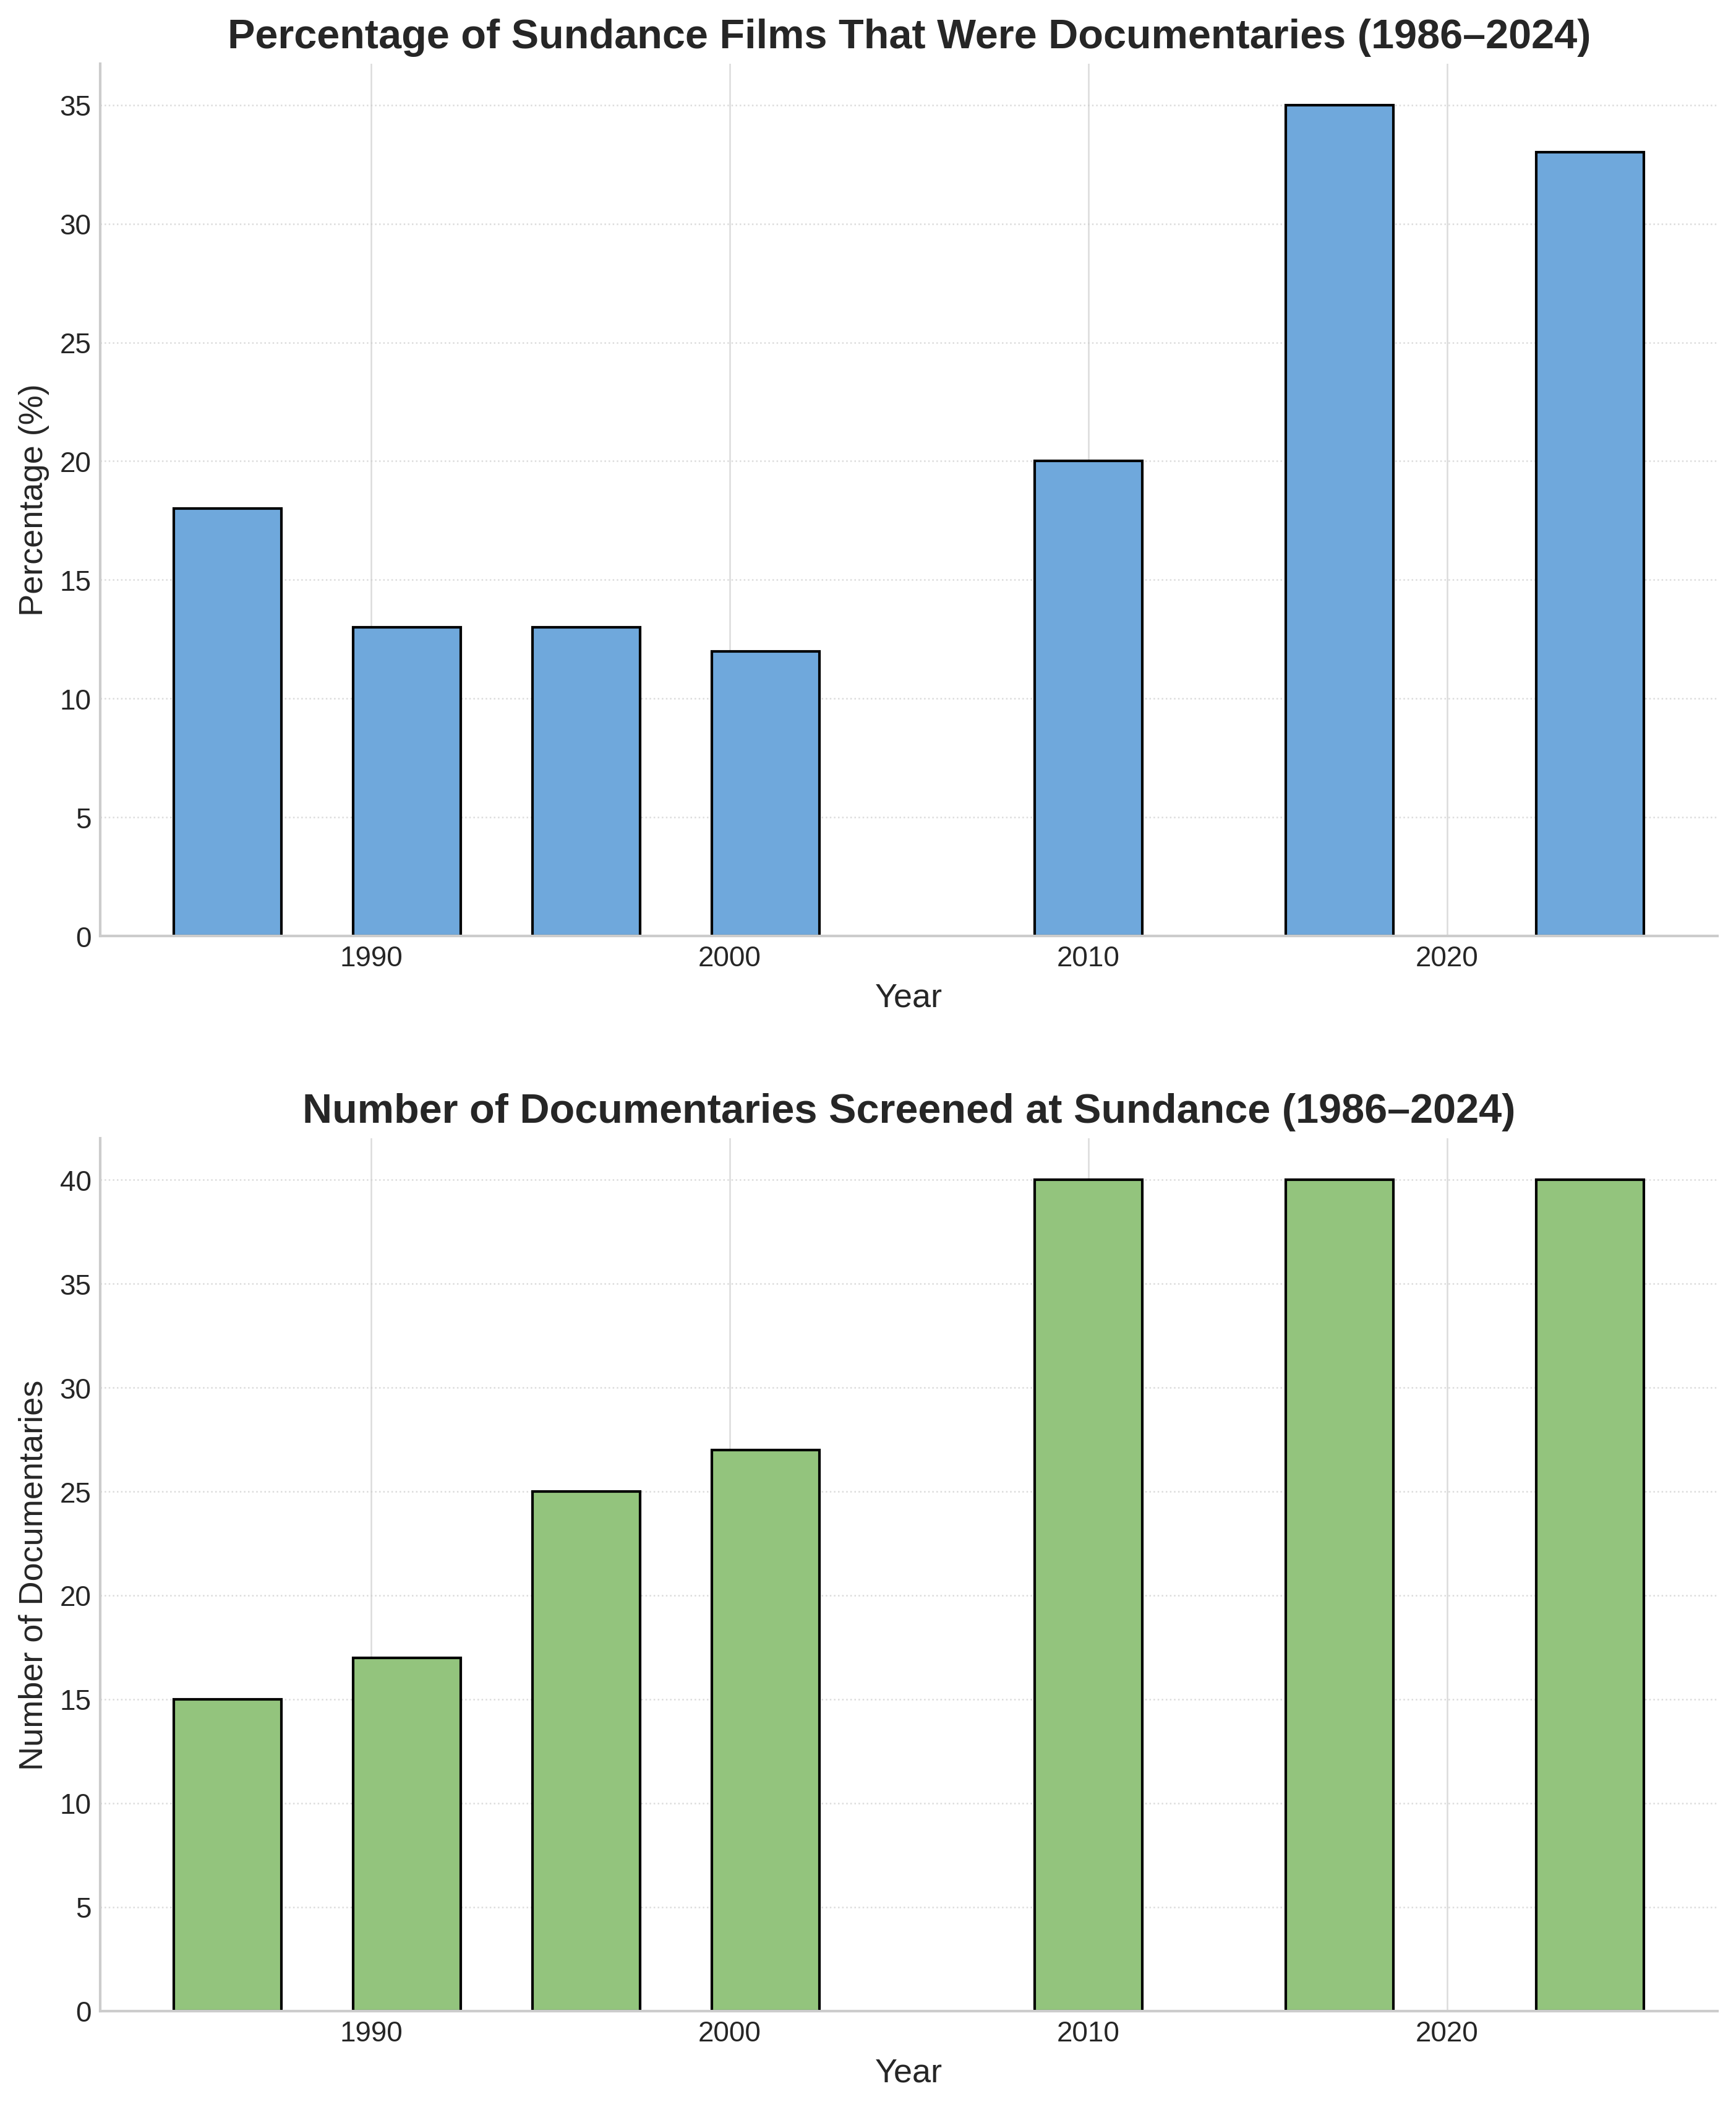 Percentage of Sundance Films That Were Documentaries (1986–2024)
Percentage (%)
35
30
25
20
15
10
5
0
1990 2000 2010 2020
Year
Number of Documentaries Screened at Sundance (1986–2024)
Number of Documentaries
40
35
30
25
20
15
10
5
0
1990 2000 2010 2020
Year